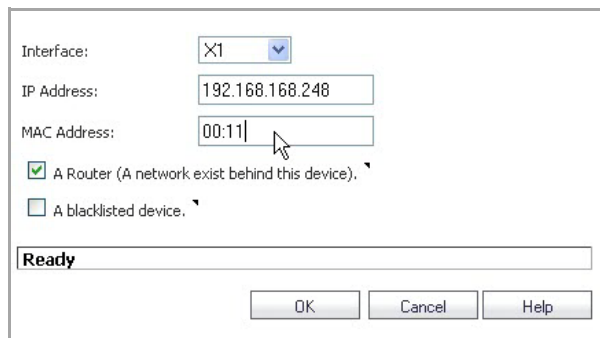 Interface: X1
IP Address: 192.168.168.248
MAC Address: 00:11
A Router (A network exist behind this device).
A blacklisted device.
Ready
OK Cancel Help